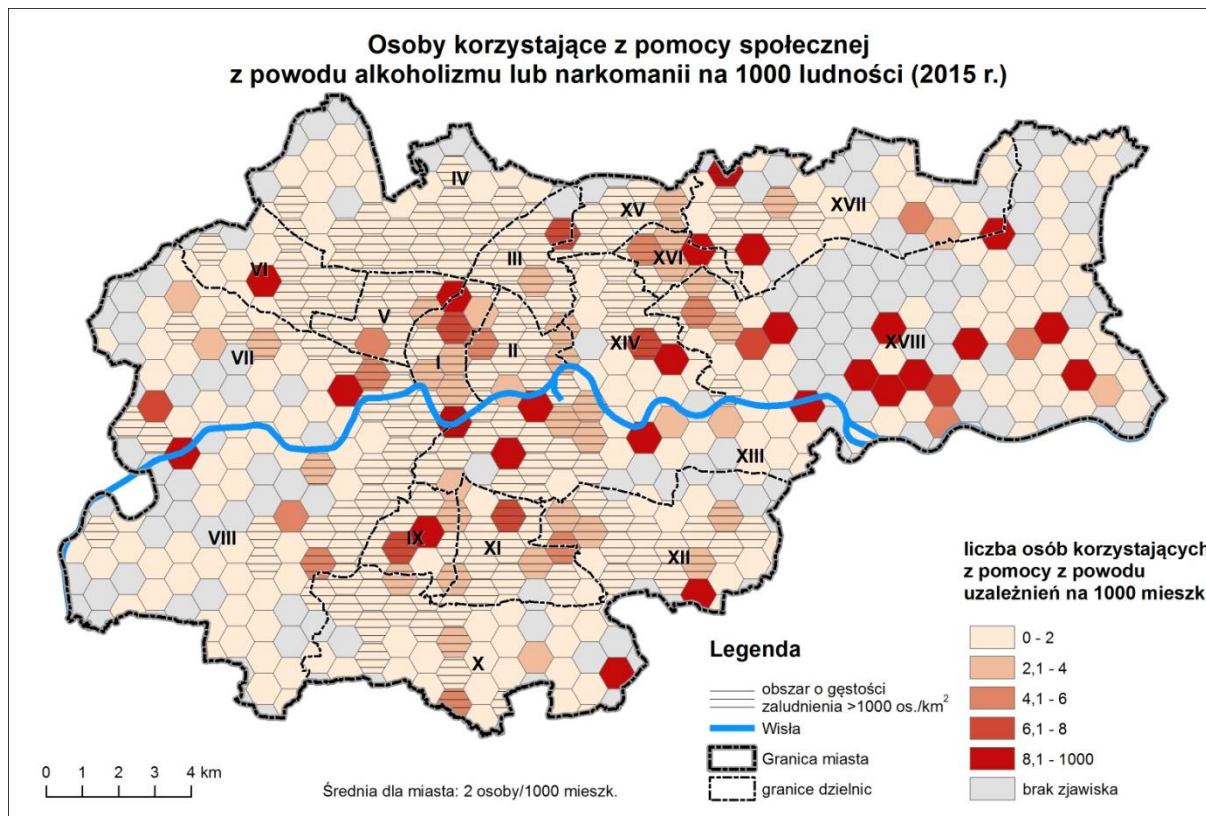 Osoby korzystające z pomocy społecznej
z powodu alkoholizmu lub narkomanii na 1000 ludności (2015 r.)
IV
XV
XVII
III
XVI
VI
V
VII
I
II
XIV
XVIII
XIII
VIII
IX
XI
XII
X
liczba osób korzystających
z pomocy z powodu
uzależnień na 1000 mieszk
0 - 2
2,1 - 4
4,1 - 6
6,1 - 8
8,1 - 1000
brak zjawiska
Legenda
obszar o gęstości
zaludnienia >1000 os./km²
Wisła
Granica miasta
granice dzielnic
0 1 2 3 4 km
Średnia dla miasta: 2 osoby/1000 mieszk.